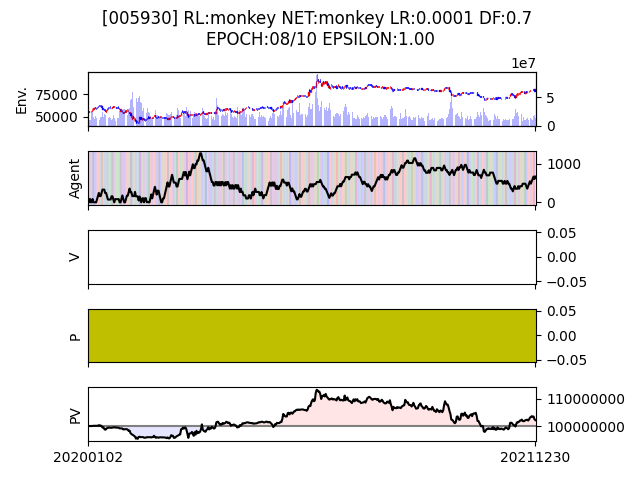 [005930] RL:monkey NET:monkey LR:0.0001 DF:0.7
EPOCH:08/10 EPSILON:1.00
1e7
Env.
75000
50000
5
0
Agent
1000
0
V
0.05
0.00
−0.05
P
0.05
0.00
−0.05
PV
110000000
100000000
20200102
20211230